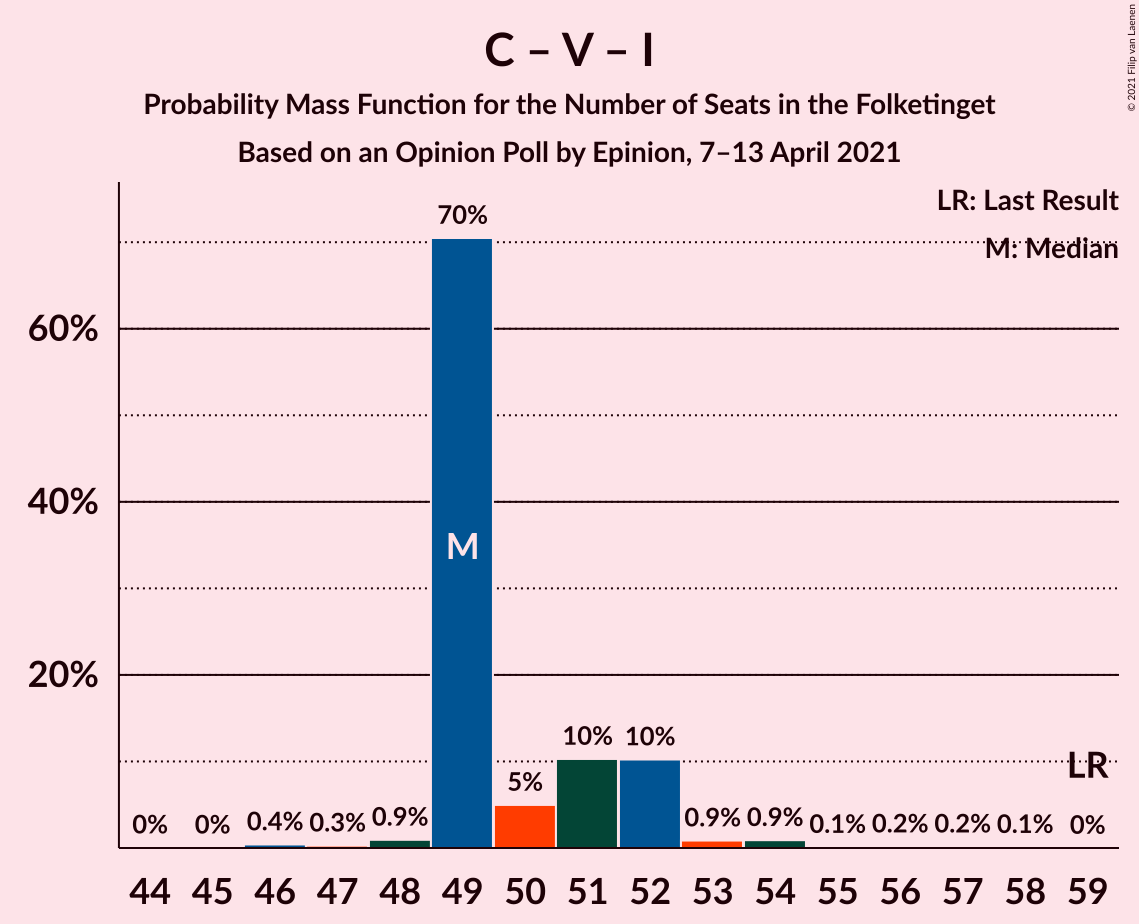 C – V – I
Probability Mass Function for the Number of Seats in the Folketinget
Based on an Opinion Poll by Epinion, 7–13 April 2021
© 2021 Filip van Laenen
LR: Last Result
M: Median
70%
60%
40%
20%
M
LR
0% 0% 0.4% 0.3% 0.9% 5% 10% 10% 0.9% 0.9% 0.1% 0.2% 0.2% 0.1% 0%
44 45 46 47 48 49 50 51 52 53 54 55 56 57 58 59